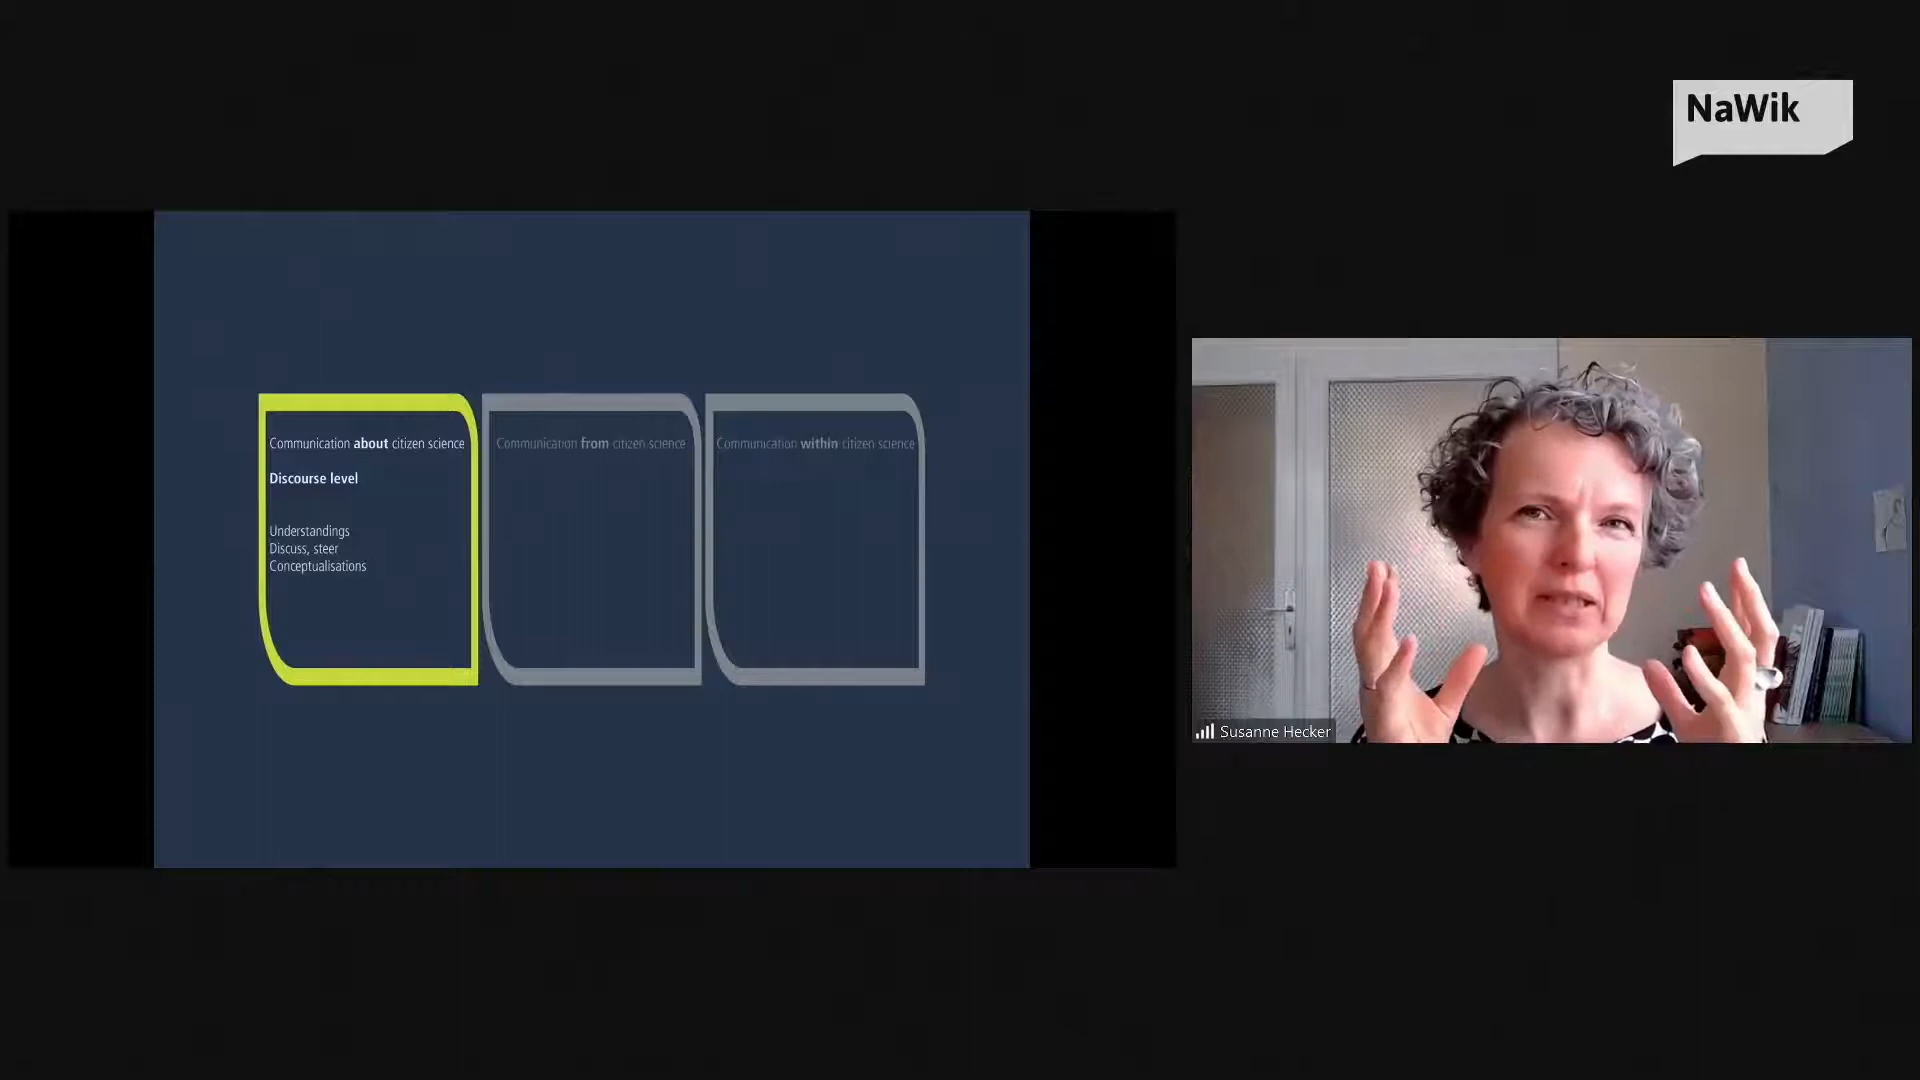 NaWik
Communication about citizen science
Discourse level
Understandings
Discuss, steer
Conceptualisations
Communication from citizen science
Communication within citizen science
Susanne Hecker